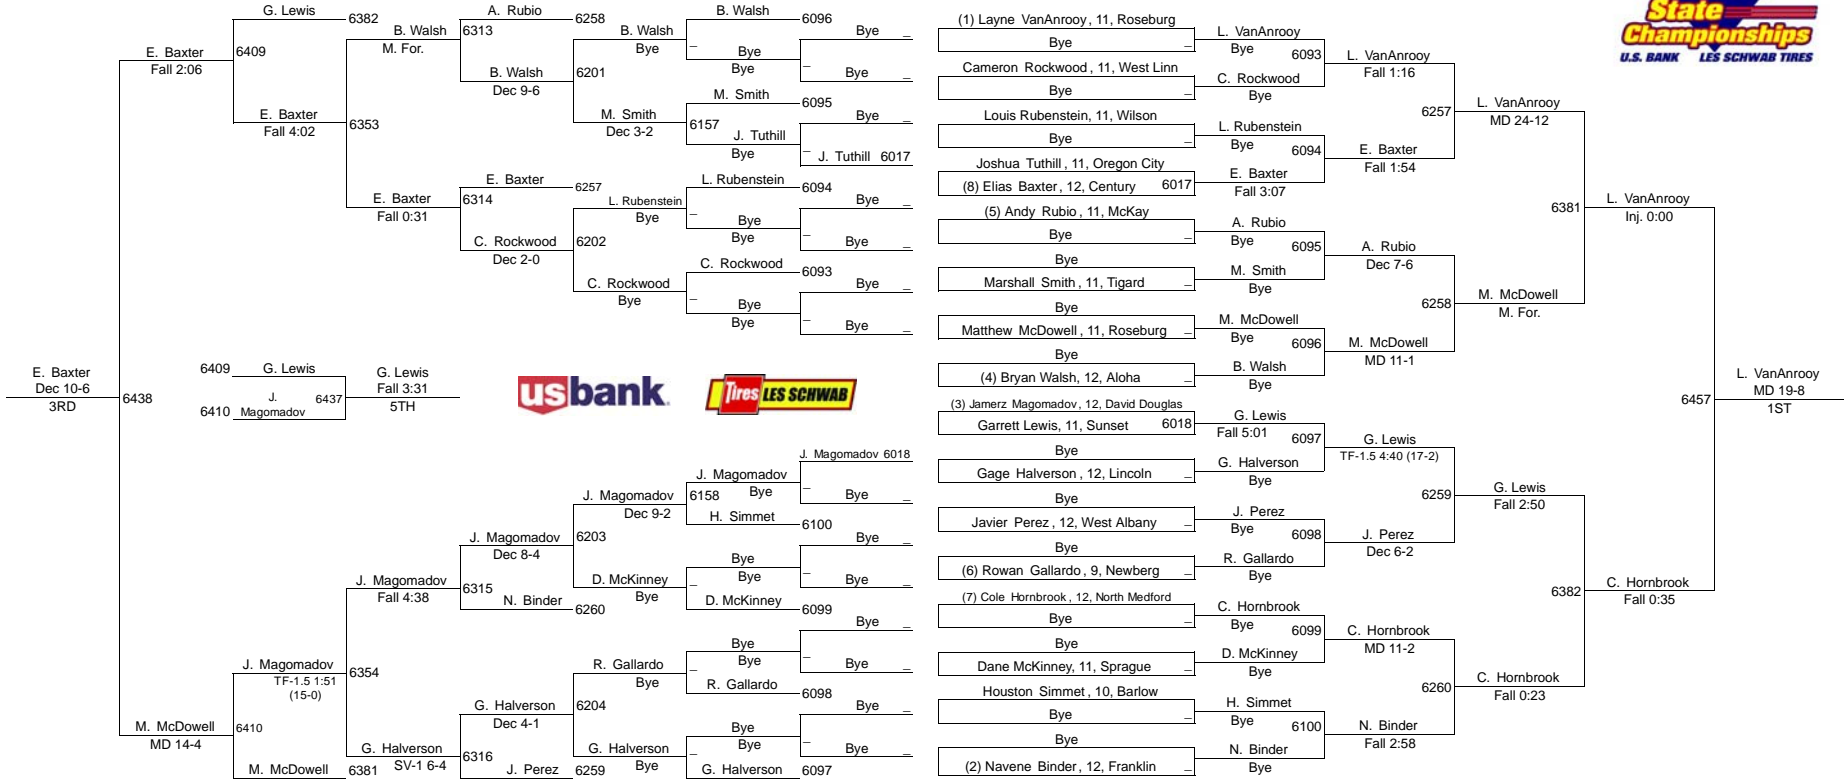 State
Championships
U.S. BANK LES SCHWAB TIRES
G. Lewis
6382
E. Baxter
Fall 2:06
6409
E. Baxter
Fall 4:02
B. Walsh
M. For.
6353
E. Baxter
Fall 0:31
A. Rubio
6258
6313
B. Walsh
Dec 9-6
E. Baxter
6257
6314
C. Rockwood
Dec 2-0
B. Walsh
Bye
6201
M. Smith
Dec 3-2
L. Rubenstein
Bye
6202
C. Rockwood
Bye
B. Walsh
6096
_
Bye
Bye
M. Smith
6095
6157
J. Tuthill
Bye
L. Rubenstein
6094
_
Bye
Bye
C. Rockwood
6093
_
Bye
Bye
Bye _
_
Bye _
Bye _
_
J. Tuthill 6017
Bye _
_
Bye _
Bye _
_
Bye _
E. Baxter
Dec 10-6
3RD
6438
6409
G. Lewis
6410
J.
Magomadov
6437
G. Lewis
Fall 3:31
5TH
usbank
Tires LES SCHWAB
J. Magomadov 6018
_
Bye _
J. Magomadov
6158
Bye
H. Simmet
6100
J. Magomadov
Dec 9-2
6203
D. McKinney
Bye
Bye
_
Bye
D. McKinney
6099
Bye _
_
Bye _
J. Magomadov
Dec 8-4
6315
N. Binder
6260
J. Magomadov
Fall 4:38
6354
G. Halverson
SV-1 6-4
J. Magomadov
TF-1.5 1:51
(15-0)
6410
M. McDowell
6381
M. McDowell
MD 14-4
G. Halverson
Dec 4-1
6316
J. Perez
6259
R. Gallardo
Bye
6204
G. Halverson
Bye
Bye
_
Bye
R. Gallardo
6098
Bye
_
Bye
G. Halverson
6097
Bye _
_
Bye _
Bye _
_
Bye _
(1) Layne VanAnrooy, 11, Roseburg
Bye _
Cameron Rockwood, 11, West Linn
Bye _
Louis Rubenstein, 11, Wilson
Bye _
Joshua Tuthill, 11, Oregon City
(8) Elias Baxter, 12, Century 6017
(5) Andy Rubio, 11, McKay
Bye _
Bye
Marshall Smith, 11, Tigard _
Bye
Matthew McDowell, 11, Roseburg _
Bye
(4) Bryan Walsh, 12, Aloha _
(3) Jamerz Magomadov, 12, David Douglas
Garrett Lewis, 11, Sunset 6018
Bye
Gage Halverson, 12, Lincoln _
Bye
Javier Perez, 12, West Albany _
Bye
(6) Rowan Gallardo, 9, Newberg _
(7) Cole Hornbrook, 12, North Medford
Bye _
Bye
Dane McKinney, 11, Sprague _
Houston Simmet, 10, Barlow
Bye _
Bye
(2) Navene Binder, 12, Franklin _
L. VanAnrooy
Bye
6093
C. Rockwood
Bye
L. Rubenstein
Bye
6094
E. Baxter
Fall 3:07
A. Rubio
Bye
6095
M. Smith
Bye
M. McDowell
Bye
6096
B. Walsh
Bye
G. Lewis
Fall 5:01
6097
G. Halverson
Bye
J. Perez
Bye
6098
R. Gallardo
Bye
C. Hornbrook
Bye
6099
D. McKinney
Bye
H. Simmet
Bye
6100
N. Binder
Bye
L. VanAnrooy
Fall 1:16
6257
E. Baxter
Fall 1:54
A. Rubio
Dec 7-6
6258
M. McDowell
MD 11-1
G. Lewis
TF-1.5 4:40 (17-2)
6259
J. Perez
Dec 6-2
C. Hornbrook
MD 11-2
6260
N. Binder
Fall 2:58
L. VanAnrooy
MD 24-12
6381
M. McDowell
M. For.
G. Lewis
Fall 2:50
6382
C. Hornbrook
Fall 0:23
L. VanAnrooy
Inj. 0:00
6457
C. Hornbrook
Fall 0:35
L. VanAnrooy
MD 19-8
1ST